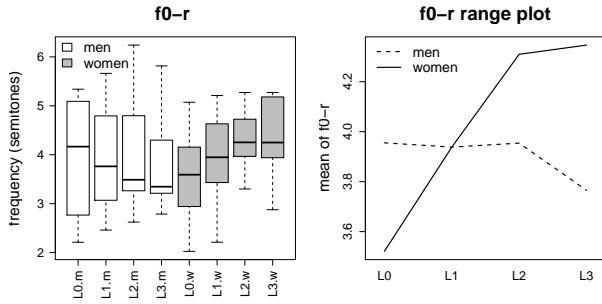 f0−r
frequency (semitones)
6
5
4
3
2
men
women
L0.m
L1.m
L2.m
L3.m
L0.w
L1.w
L2.w
L3.w
f0−r range plot
mean of f0−r
4.2
4.0
3.8
3.6
men
women
L0 L1 L2 L3